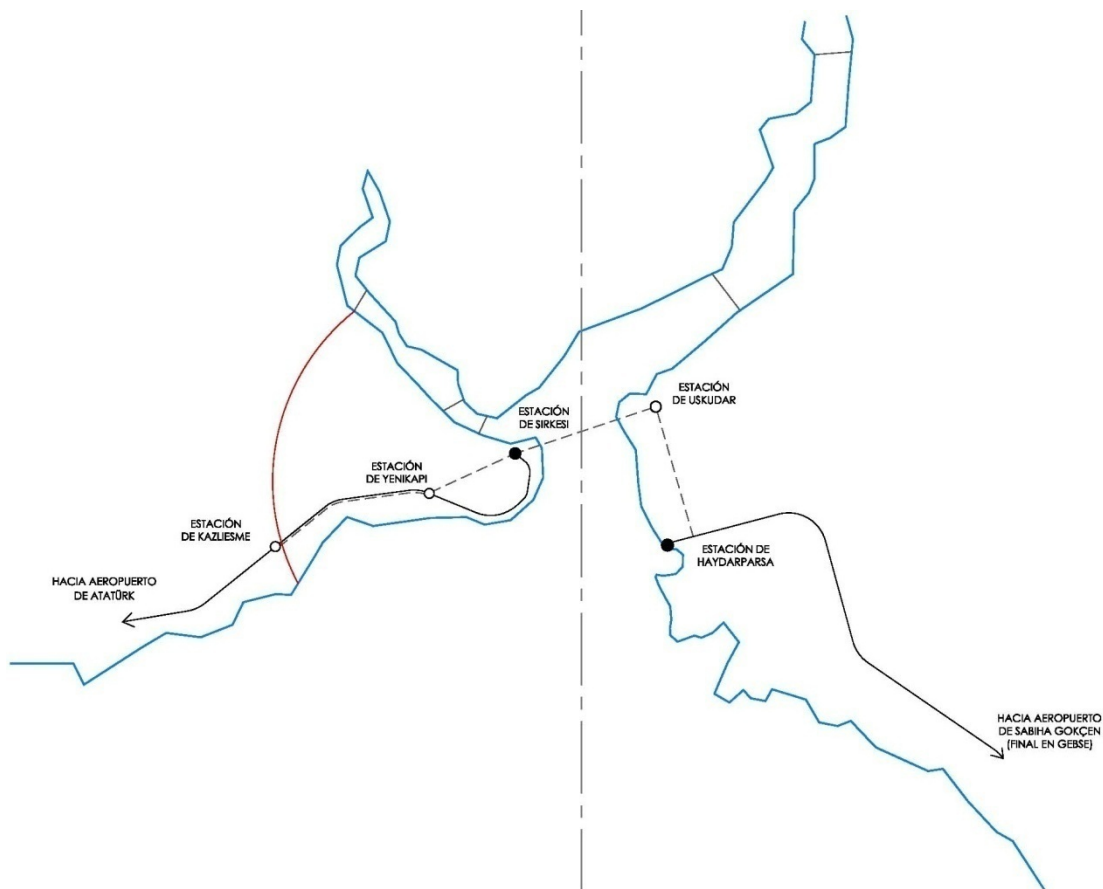 ESTACIÓN
DE USKUDAR
ESTACIÓN
DE SIRKESI
ESTACIÓN
DE YENIKAPI
ESTACIÓN
DE KAZLIESME
ESTACIÓN DE
HAYDARPARSA
HACIA AEROPUERTO
DE ATATÜRK
HACIA AEROPUERTO
DE SABIHA GOKÇEN
(FINAL EN GEBSE)